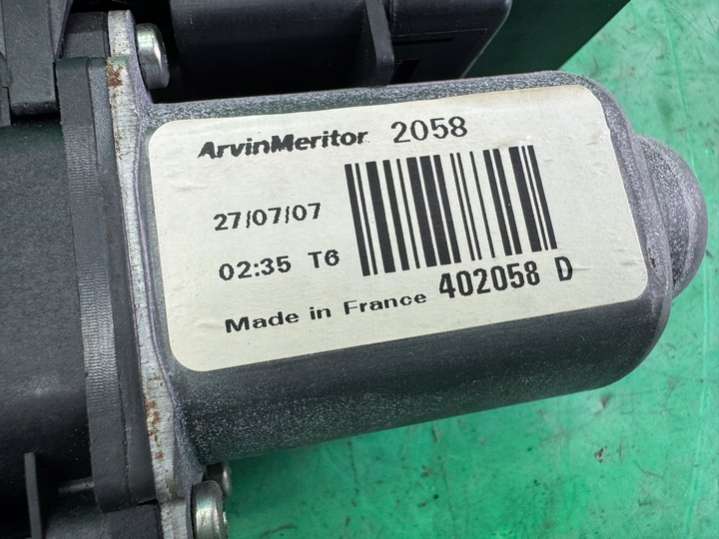 ArvinMeritor 2058
27/07/07
02:35 T6
Made in France 402058 D